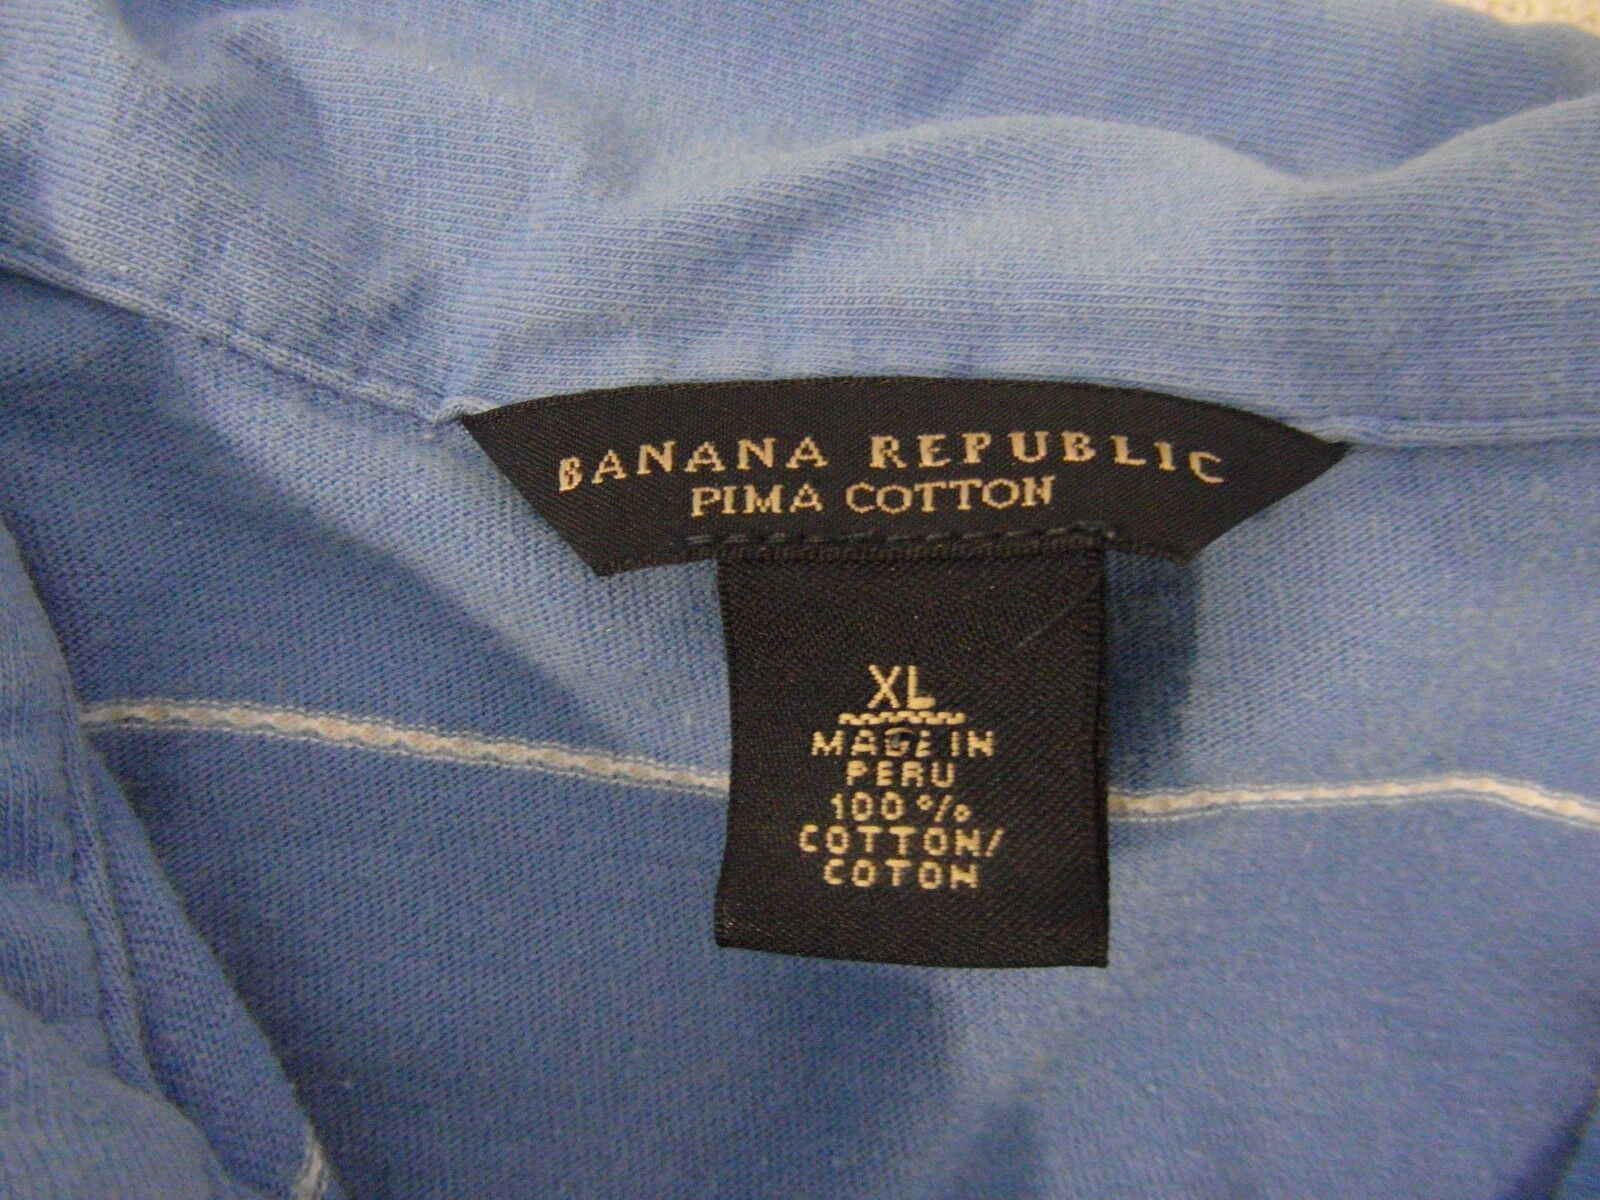 BANANA REPUBLIC
PIMA COTTON
XL
MADE IN
PERU
100%
COTTON/
COTON